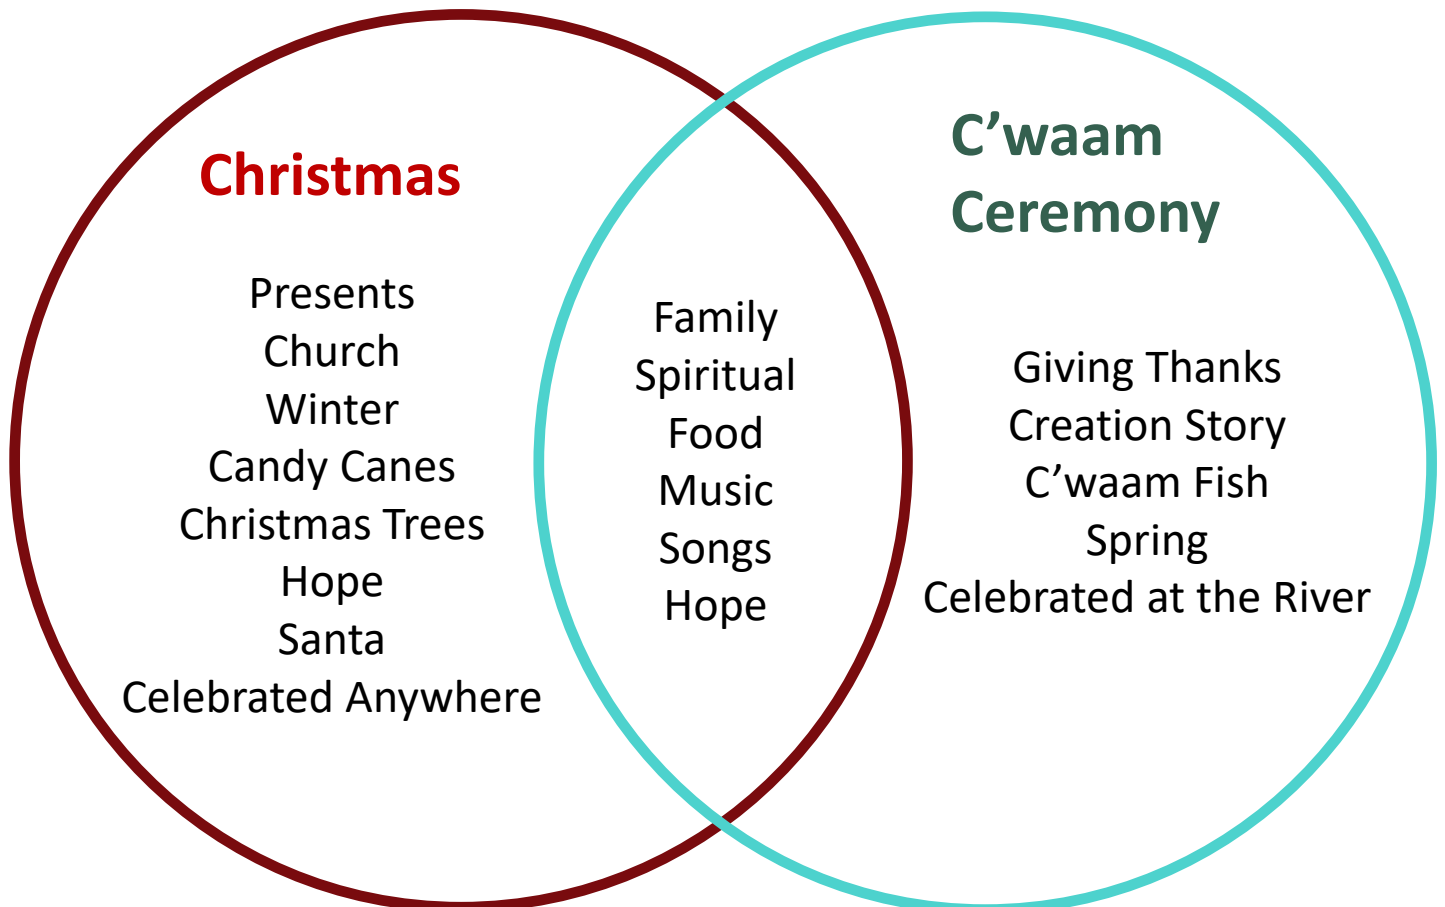 Christmas
Presents
Church
Winter
Candy Canes
Christmas Trees
Hope
Santa
Celebrated Anywhere
Family
Spiritual
Food
Music
Songs
Hope
C’waam
Ceremony
Giving Thanks
Creation Story
C’waam Fish
Spring
Celebrated at the River